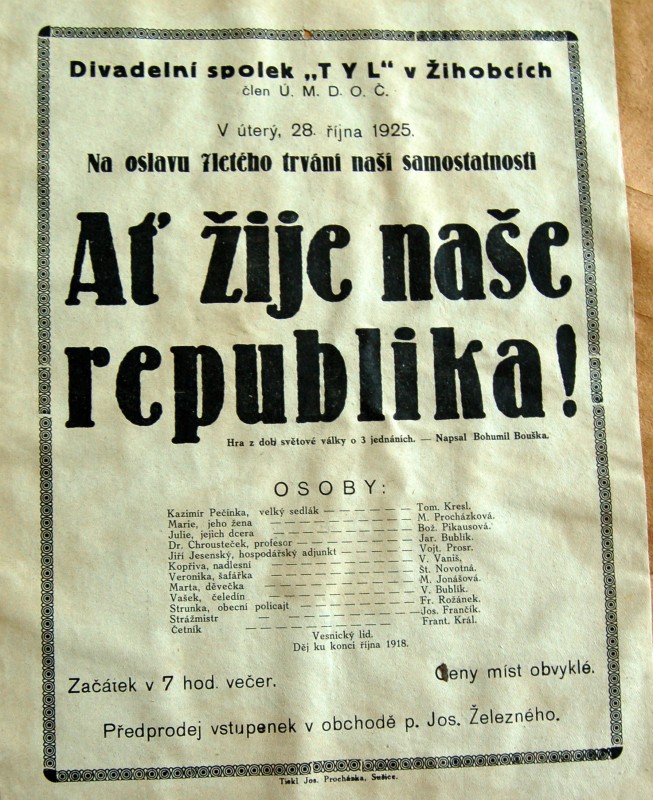 Divadelní spolek „TYL" v Žihobcích
člen Ú. M. D. O. Č.
V úterý, 28. října 1925.
Na oslavu 7letého trvání naší samostatnosti
Ať žije naše
republika!
Hra z dob světové války o 3 jednáních. — Napsal Bohumil Bouška.
OSOBY:
Kazimír Pečinka, velký sedlák — — — — — Tom. Kresl.
Marie, jeho žena — — — — — M. Procházková.
Julie, jejich dcera — — — — — Bož. Pikausová.
Dr. Chrousteček, profesor — — — — — Jar. Bublík.
Jiří Jesenský, hospodářský adjunkt — — — — Vojt. Prosr.
Kopřiva, nadlesní — — — — — V. Vaniš,
Veronika, šafářka — — — — — St. Novotná.
Marta, děvečka — — — — — M. Jonášová.
Vašek, čeledín — — — — — V. Bublík.
Strunka, obecní policajt — — — — — Fr. Rožánek.
Strážmistr — — — — — Jos. Frančík.
Četník — — — — — Frant. Král.
Vesnický lid.
Děj ku konci října 1918.
Začátek v 7 hod. večer.
Ceny míst obvyklé.
Předprodej vstupenek v obchodě p. Jos. Železného.
Tiskl Jos. Procházka, Sušice.